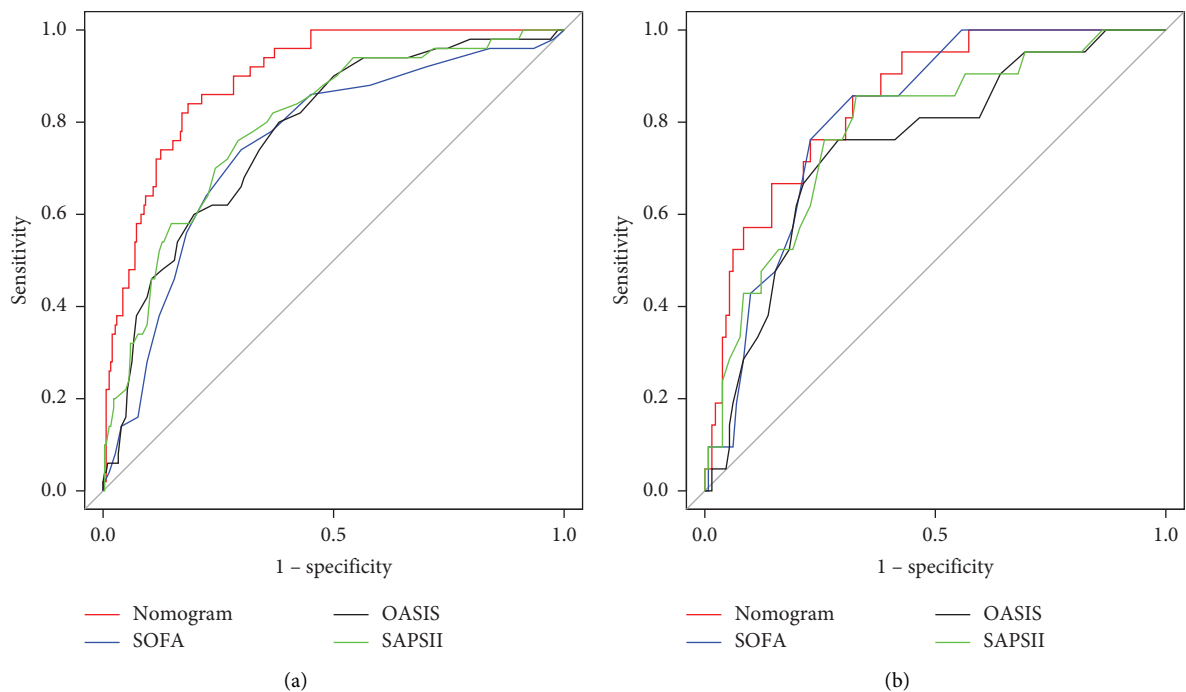 1.0
0.8
0.6
0.4
0.2
0.0
Sensitivity
0.0 0.5 1.0
1 – specificity
Nomogram OASIS
SOFA SAPSII
(a)
1.0
0.8
0.6
0.4
0.2
0.0
Sensitivity
0.0 0.5 1.0
1 – specificity
Nomogram OASIS
SOFA SAPSII
(b)